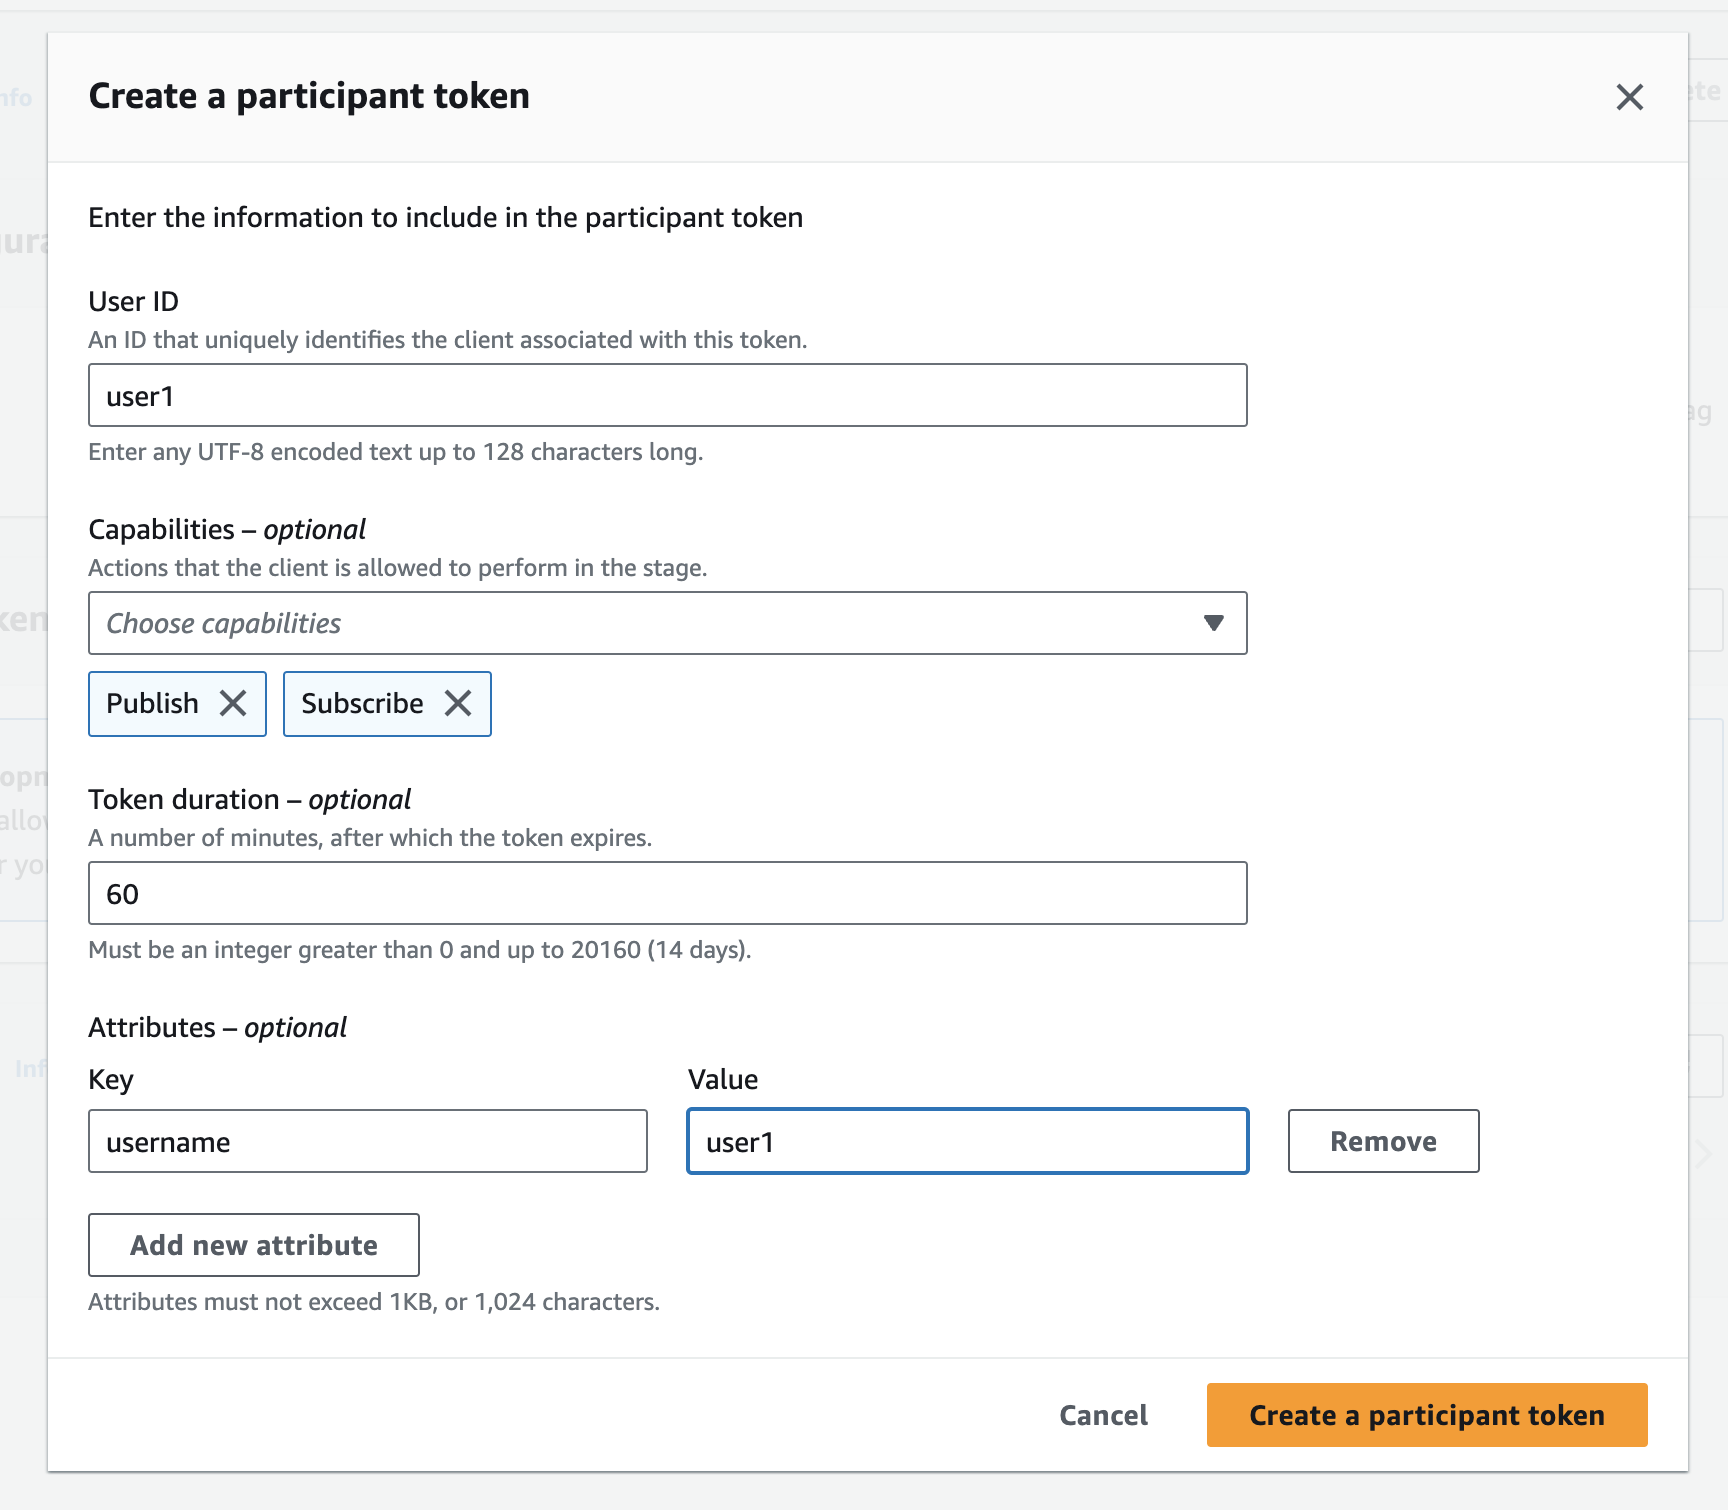 Create a participant token
Enter the information to include in the participant token
User ID
An ID that uniquely identifies the client associated with this token.
user1
Enter any UTF-8 encoded text up to 128 characters long.
Capabilities – optional
Actions that the client is allowed to perform in the stage.
Choose capabilities
Publish Subscribe
Token duration – optional
A number of minutes, after which the token expires.
60
Must be an integer greater than 0 and up to 20160 (14 days).
Attributes – optional
Key Value
username user1 Remove
Add new attribute
Attributes must not exceed 1KB, or 1,024 characters.
Cancel Create a participant token